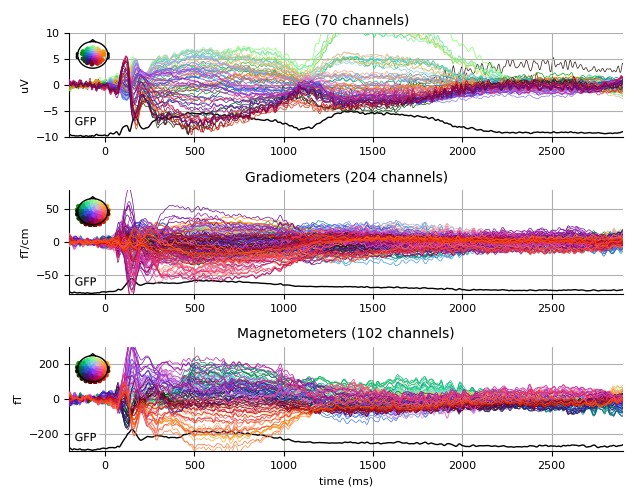 EEG (70 channels)
10
5
0
−5
−10
uV
GFP
0 500 1000 1500 2000 2500
Gradiometers (204 channels)
50
0
−50
fT/cm
GFP
0 500 1000 1500 2000 2500
Magnetometers (102 channels)
200
0
−200
fT
GFP
0 500 1000 1500 2000 2500
time (ms)